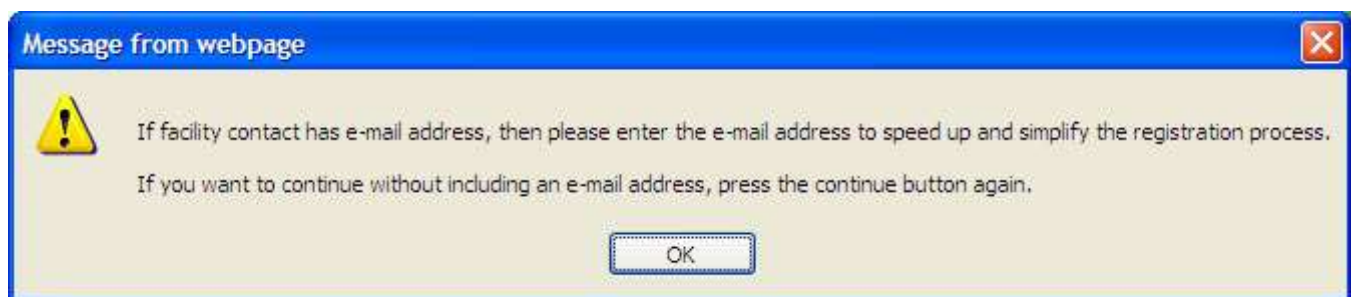 Message from webpage
If facility contact has e-mail address, then please enter the e-mail address to speed up and simplify the registration process.
If you want to continue without including an e-mail address, press the continue button again.
OK